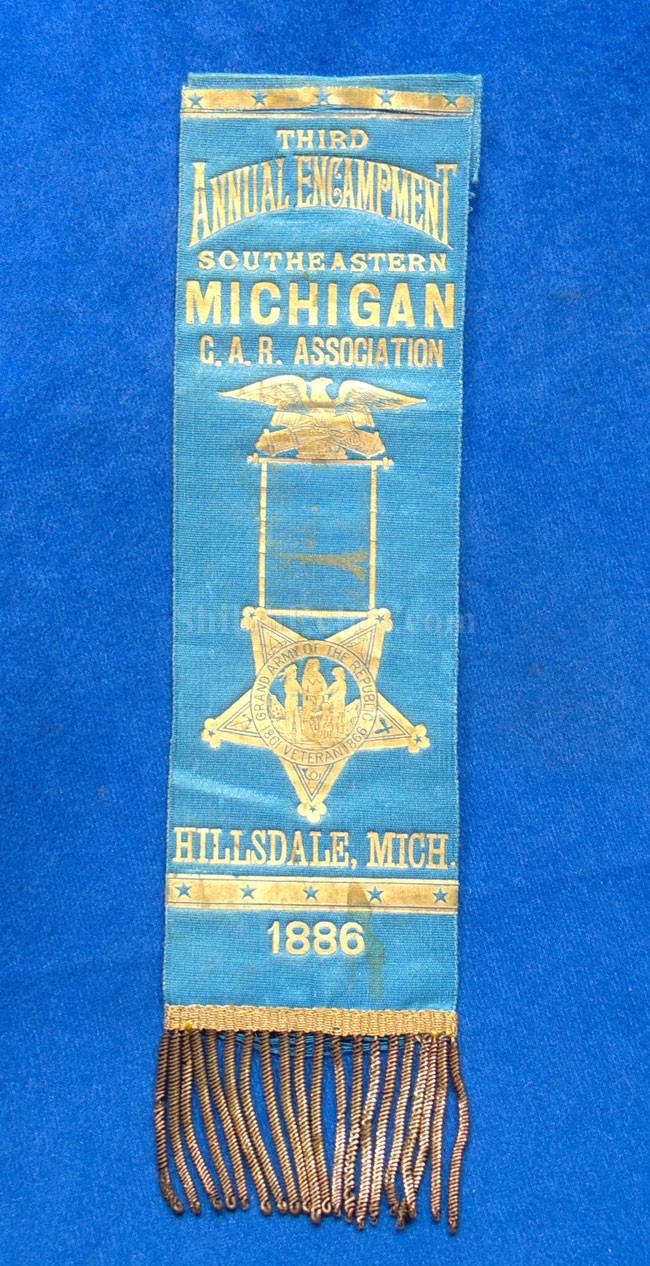 THIRD
ANNUAL ENCAMPMENT
SOUTHEASTERN
MICHIGAN
G. A. R. ASSOCIATION
GRAND ARMY OF THE REPUBLIC
1861 VETERAN 1866
HILLSDALE, MICH.
1886